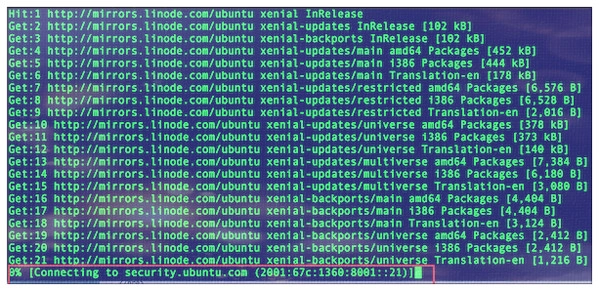 Hit:1 http://mirrors.linode.com/ubuntu xenial InRelease
Get:2 http://mirrors.linode.com/ubuntu xenial-updates InRelease [102 kB]
Get:3 http://mirrors.linode.com/ubuntu xenial-backports InRelease [102 kB]
Get:4 http://mirrors.linode.com/ubuntu xenial-updates/main amd64 Packages [452 kB]
Get:5 http://mirrors.linode.com/ubuntu xenial-updates/main i386 Packages [444 kB]
Get:6 http://mirrors.linode.com/ubuntu xenial-updates/main Translation-en [178 kB]
Get:7 http://mirrors.linode.com/ubuntu xenial-updates/restricted amd64 Packages [6,576 B]
Get:8 http://mirrors.linode.com/ubuntu xenial-updates/restricted i386 Packages [6,528 B]
Get:9 http://mirrors.linode.com/ubuntu xenial-updates/restricted Translation-en [2,016 B]
Get:10 http://mirrors.linode.com/ubuntu xenial-updates/universe amd64 Packages [378 kB]
Get:11 http://mirrors.linode.com/ubuntu xenial-updates/universe i386 Packages [373 kB]
Get:12 http://mirrors.linode.com/ubuntu xenial-updates/universe Translation-en [140 kB]
Get:13 http://mirrors.linode.com/ubuntu xenial-updates/multiverse amd64 Packages [7,384 B]
Get:14 http://mirrors.linode.com/ubuntu xenial-updates/multiverse i386 Packages [6,180 B]
Get:15 http://mirrors.linode.com/ubuntu xenial-updates/multiverse Translation-en [3,080 B]
Get:16 http://mirrors.linode.com/ubuntu xenial-backports/main amd64 Packages [4,404 B]
Get:17 http://mirrors.linode.com/ubuntu xenial-backports/main i386 Packages [4,404 B]
Get:18 http://mirrors.linode.com/ubuntu xenial-backports/main Translation-en [3,124 B]
Get:19 http://mirrors.linode.com/ubuntu xenial-backports/universe amd64 Packages [2,412 B]
Get:20 http://mirrors.linode.com/ubuntu xenial-backports/universe i386 Packages [2,412 B]
Get:21 http://mirrors.linode.com/ubuntu xenial-backports/universe Translation-en [1,216 B]
0% [Connecting to security.ubuntu.com (2001:67c:1360:8001::21)]